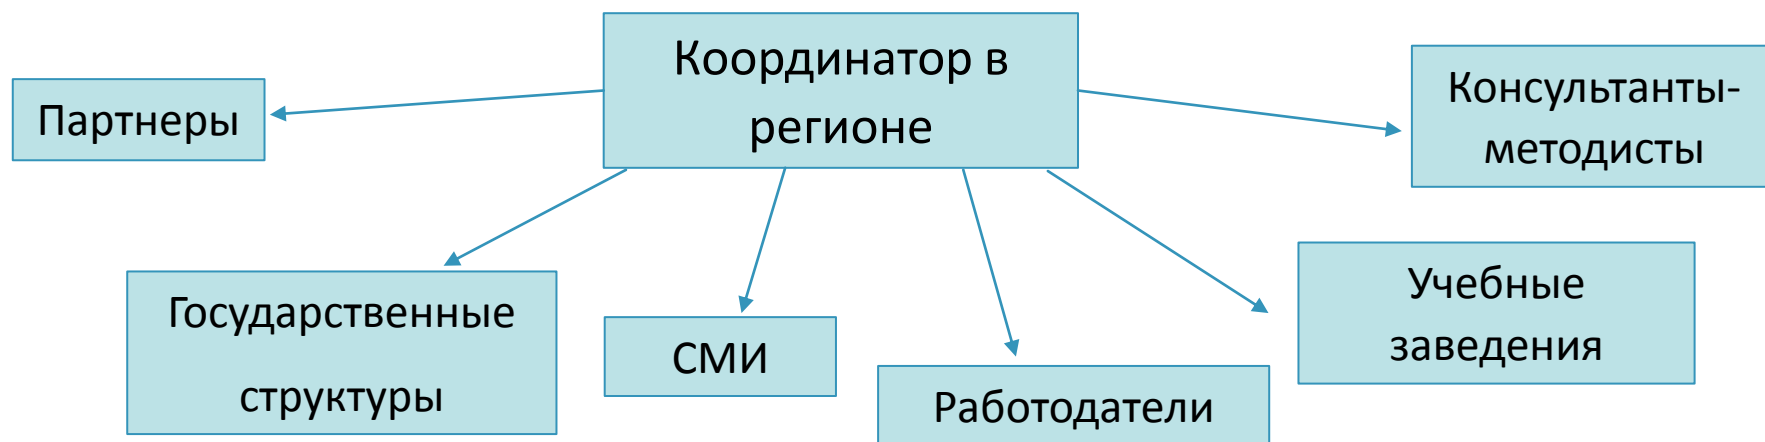 Координатор в
регионе
Партнеры
Консультанты-
методисты
Государственные
структуры
СМИ
Работодатели
Учебные
заведения